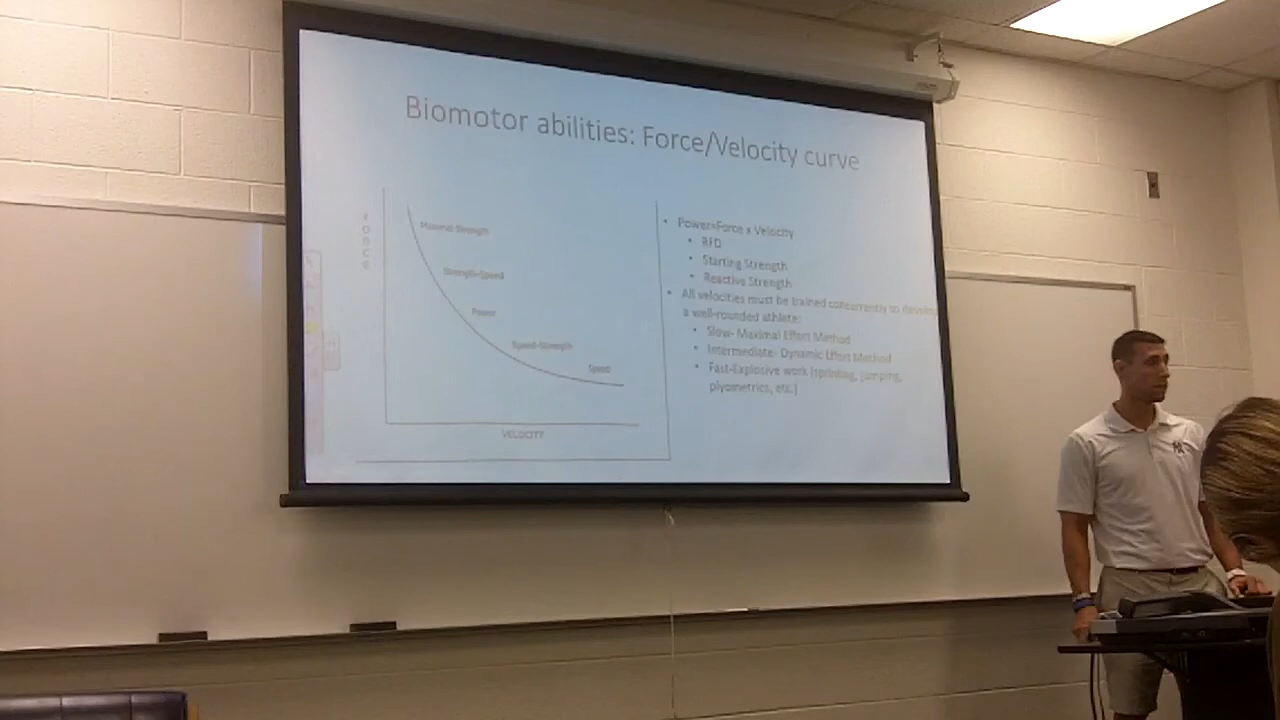 Biomotor abilities: Force/Velocity curve
FORCE
Maximal Strength
Strength-Speed
Power
Speed-Strength
Speed
VELOCITY
• Power=Force x Velocity
• RFD
• Starting Strength
• Reactive Strength
• All velocities must be trained concurrently to develop
a well-rounded athlete:
• Slow- Maximal Effort Method
• Intermediate- Dynamic Effort Method
• Fast-Explosive work (sprinting, jumping,
plyometrics, etc.)
NY